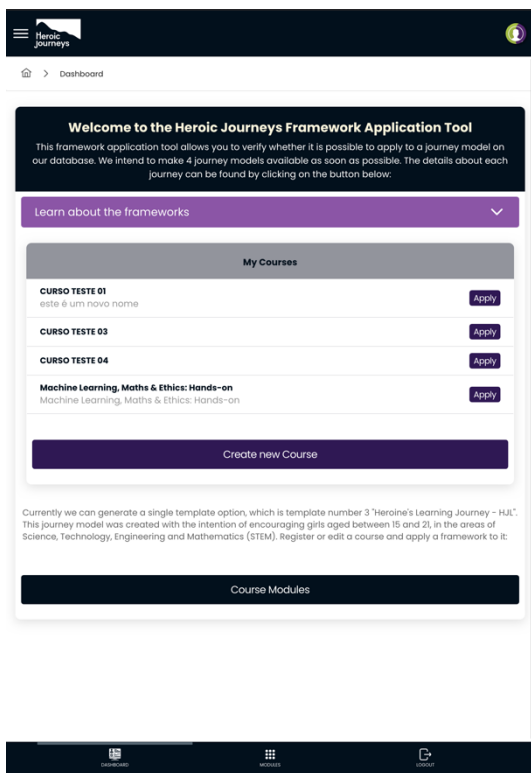 Heroic
journeys
Dashboard
Welcome to the Heroic Journeys Framework Application Tool
This framework application tool allows you to verify whether it is possible to apply to a journey model on
our database. We intend to make 4 journey models available as soon as possible. The details about each
journey can be found by clicking on the button below:
Learn about the frameworks
My Courses
CURSO TESTE 01
este é um novo nome
Apply
CURSO TESTE 03
Apply
CURSO TESTE 04
Apply
Machine Learning, Maths & Ethics: Hands-on
Machine Learning, Maths & Ethics: Hands-on
Apply
Create new Course
Currently we can generate a single template option, which is template number 3 "Heroine's Learning Journey - HJL".
This journey model was created with the intention of encouraging girls aged between 15 and 21, in the areas of
Science, Technology, Engineering and Mathematics (STEM). Register or edit a course and apply a framework to it:
Course Modules
DASHBOARD
MODULES
LOGOUT